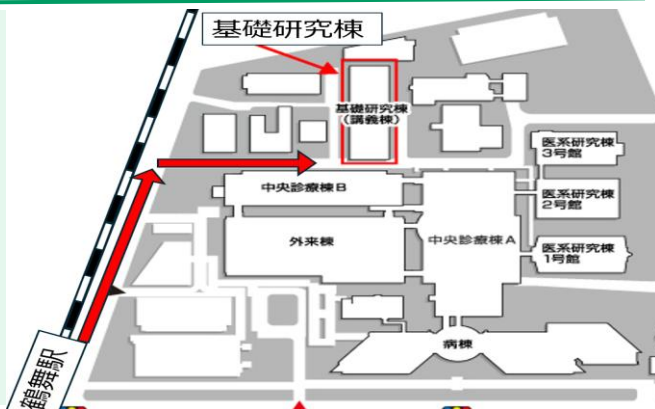 基礎研究棟
基礎研究棟
(講義棟)
医系研究棟
3号館
中央診療棟B
医系研究棟
2号館
外来棟
中央診療棟A
医系研究棟
1号館
病棟
鶴舞駅